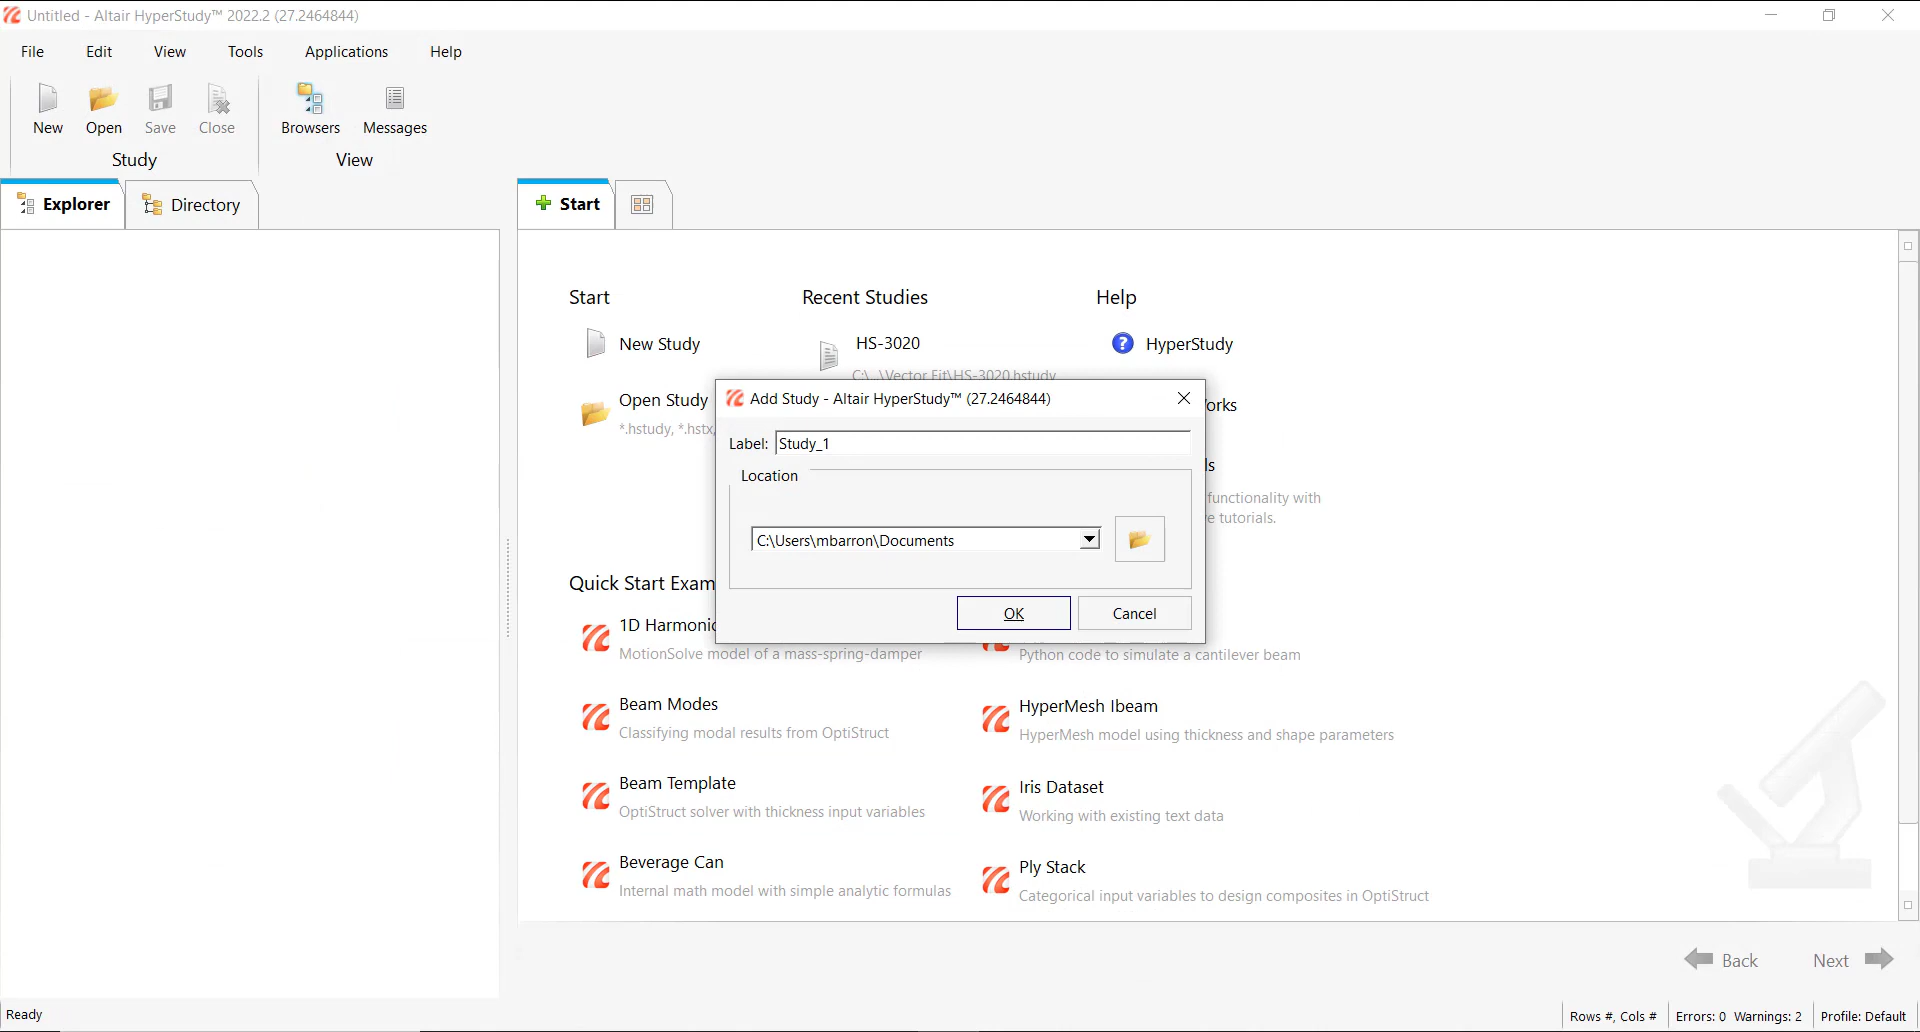 Untitled - Altair HyperStudy™ 2022.2 (27.2464844)
File Edit View Tools Applications Help
New Open Save Close Browsers Messages
Study View
Explorer Directory Start
Start Recent Studies Help
New Study HS-3020 HyperStudy
C:\...\Vector Fit\HS-3020.hstudy
Open Study
*.hstudy, *.hstx,
Add Study - Altair HyperStudy™ (27.2464844)
Label: Study_1
Location
C:\Users\mbarron\Documents
OK Cancel
orks
ls
functionality with
e tutorials.
Quick Start Exam
1D Harmonic
MotionSolve model of a mass-spring-damper
Python code to simulate a cantilever beam
Beam Modes
Classifying modal results from OptiStruct
HyperMesh Ibeam
HyperMesh model using thickness and shape parameters
Beam Template
OptiStruct solver with thickness input variables
Iris Dataset
Working with existing text data
Beverage Can
Internal math model with simple analytic formulas
Ply Stack
Categorical input variables to design composites in OptiStruct
Back Next
Ready Rows #, Cols # Errors: 0 Warnings: 2 Profile: Default